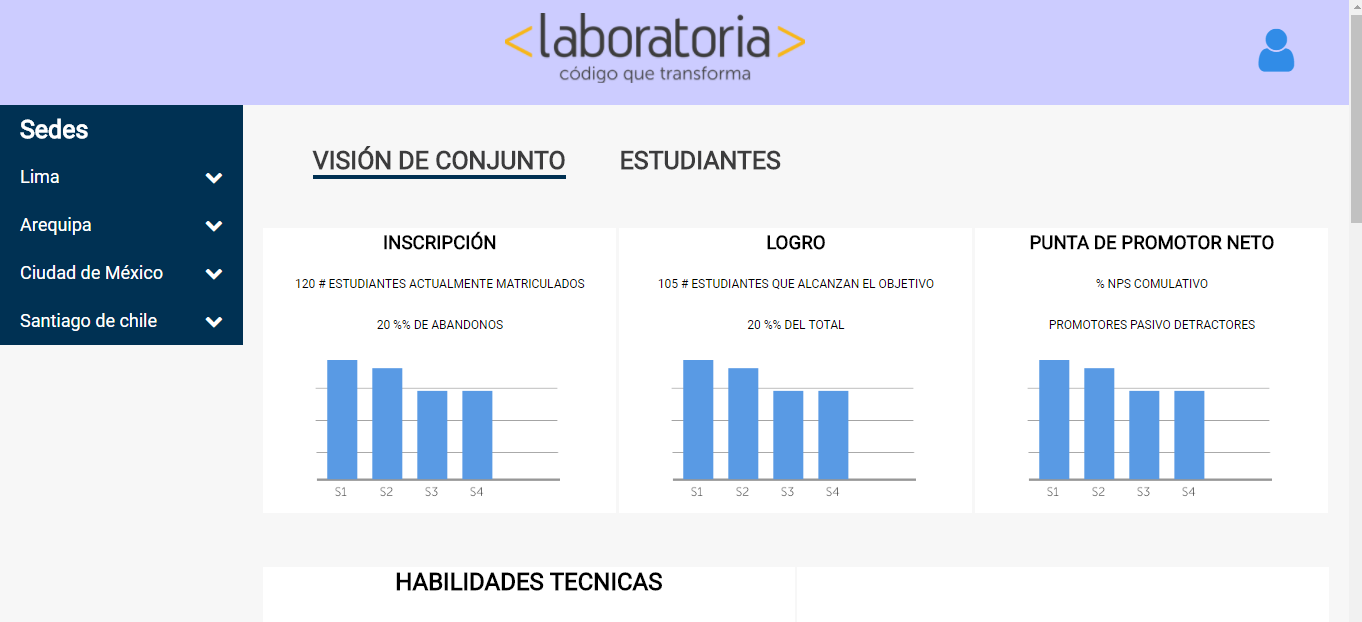 <laboratoria>
código que transforma
Sedes
Lima
Arequipa
Ciudad de México
Santiago de chile
VISIÓN DE CONJUNTO
ESTUDIANTES
INSCRIPCIÓN
120 # ESTUDIANTES ACTUALMENTE MATRICULADOS
20 %% DE ABANDONOS
S1 S2 S3 S4
LOGRO
105 # ESTUDIANTES QUE ALCANZAN EL OBJETIVO
20 %% DEL TOTAL
S1 S2 S3 S4
PUNTA DE PROMOTOR NETO
% NPS COMULATIVO
PROMOTORES PASIVO DETRACTORES
S1 S2 S3 S4
HABILIDADES TECNICAS